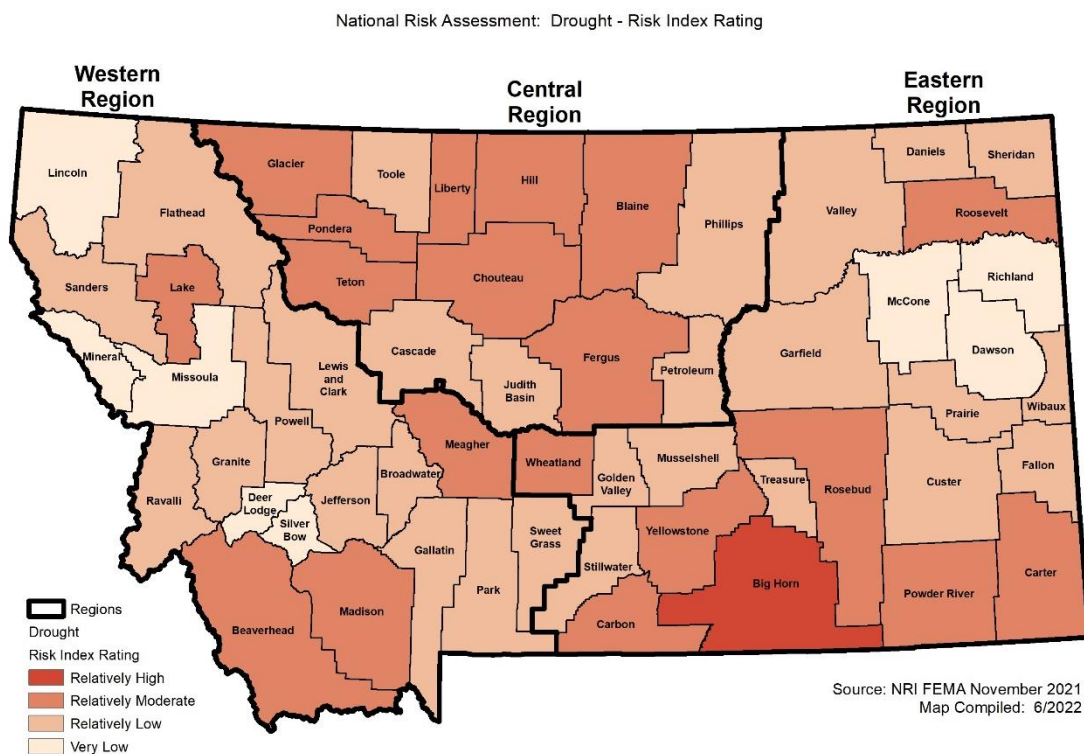 National Risk Assessment: Drought - Risk Index Rating
Western
Region
Central
Region
Eastern
Region
Lincoln
Flathead
Glacier
Toole
Liberty
Hill
Blaine
Phillips
Valley
Daniels
Sheridan
Roosevelt
Pondera
Teton
Chouteau
Sanders
Lake
Mineral
Missoula
Lewis
and
Clark
Powell
Cascade
Judith
Basin
Fergus
Petroleum
Garfield
McCone
Richland
Dawson
Prairie
Wibaux
Ravalli
Granite
Deer
Lodge
Silver
Bow
Jefferson
Broadwater
Meagher
Wheatland
Golden
Valley
Musselshell
Treasure
Rosebud
Custer
Fallon
Beaverhead
Madison
Gallatin
Park
Sweet
Grass
Stillwater
Yellowstone
Carbon
Big Horn
Powder River
Carter
Regions
Drought
Risk Index Rating
Relatively High
Relatively Moderate
Relatively Low
Very Low
Source: NRI FEMA November 2021
Map Compiled: 6/2022